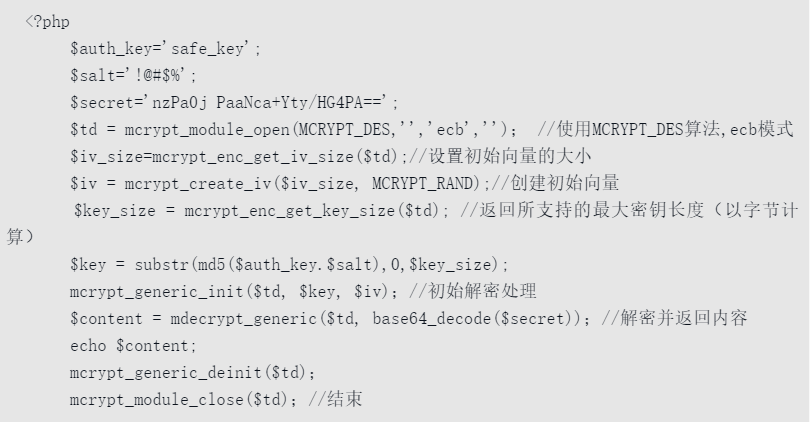 <?php
$auth_key='safe_key';
$salt='!@#$%';
$secret='nzPa0j PaaNca+Yty/HG4PA==';
$td = mcrypt_module_open(MCRYPT_DES,'','ecb',''); //使用MCRYPT_DES算法,ecb模式
$iv_size=mcrypt_enc_get_iv_size($td);//设置初始向量的大小
$iv = mcrypt_create_iv($iv_size, MCRYPT_RAND);//创建初始向量
$key_size = mcrypt_enc_get_key_size($td); //返回所支持的最大密钥长度（以字节计
算）
$key = substr(md5($auth_key.$salt),0,$key_size);
mcrypt_generic_init($td, $key, $iv); //初始解密处理
$content = mdecrypt_generic($td, base64_decode($secret)); //解密并返回内容
echo $content;
mcrypt_generic_deinit($td);
mcrypt_module_close($td); //结束